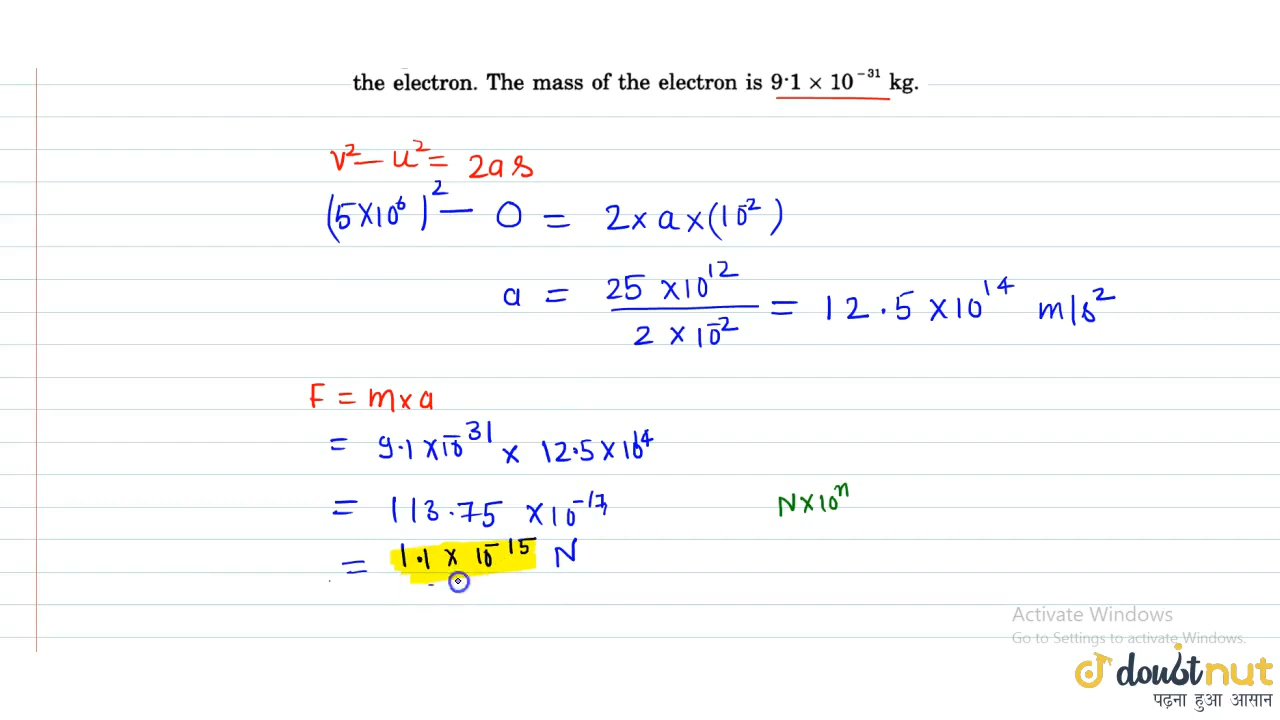 the electron. The mass of the electron is 9·1 × 10⁻³¹ kg.
v² – u² = 2as
(5×10⁶)² – 0 = 2×a×(10⁻²)
a = 25 ×10¹² / 2 × 10⁻² = 12.5 ×10¹⁴ m/s²
F = m×a
= 9.1 × 10⁻³¹ × 12.5×10¹⁴
= 113.75 ×10⁻¹⁷
N×10ⁿ
= 1.1 × 10⁻¹⁵ N
Activate Windows
Go to Settings to activate Windows.
doubtnut
पढ़ना हुआ आसान